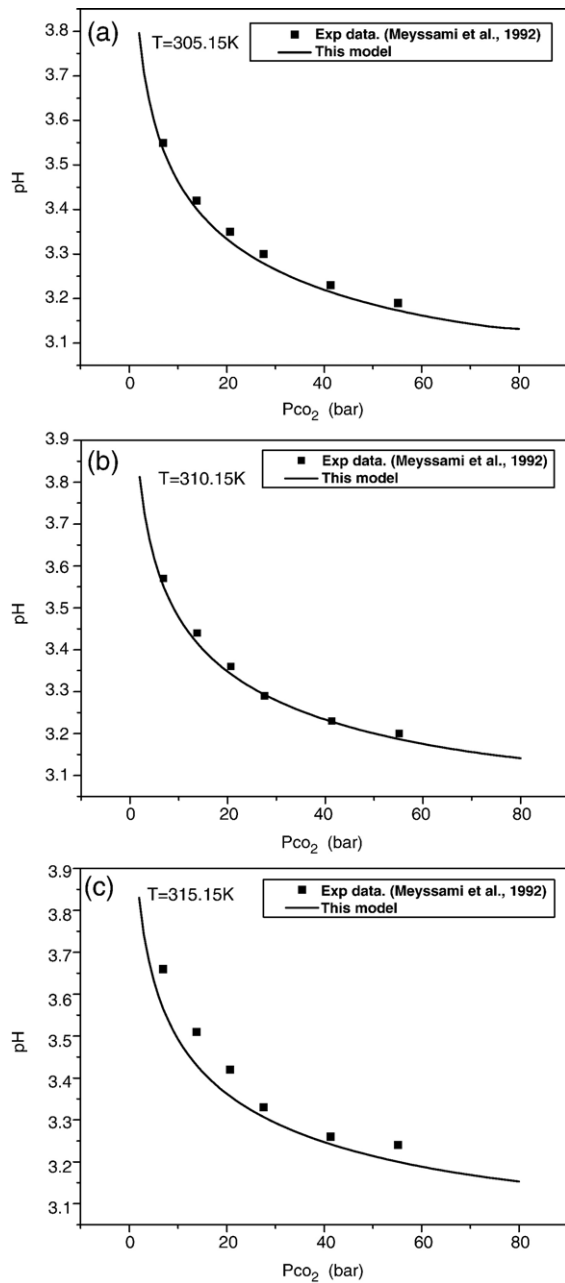 (a)
T=305.15K
Exp data. (Meyssami et al., 1992)
This model
3.8
3.7
3.6
3.5
3.4
3.3
3.2
3.1
pH
0 20 40 60 80
Pco₂ (bar)
(b)
T=310.15K
Exp data. (Meyssami et al., 1992)
This model
3.9
3.8
3.7
3.6
3.5
3.4
3.3
3.2
3.1
pH
0 20 40 60 80
Pco₂ (bar)
(c)
T=315.15K
Exp data. (Meyssami et al., 1992)
This model
3.9
3.8
3.7
3.6
3.5
3.4
3.3
3.2
3.1
pH
0 20 40 60 80
Pco₂ (bar)